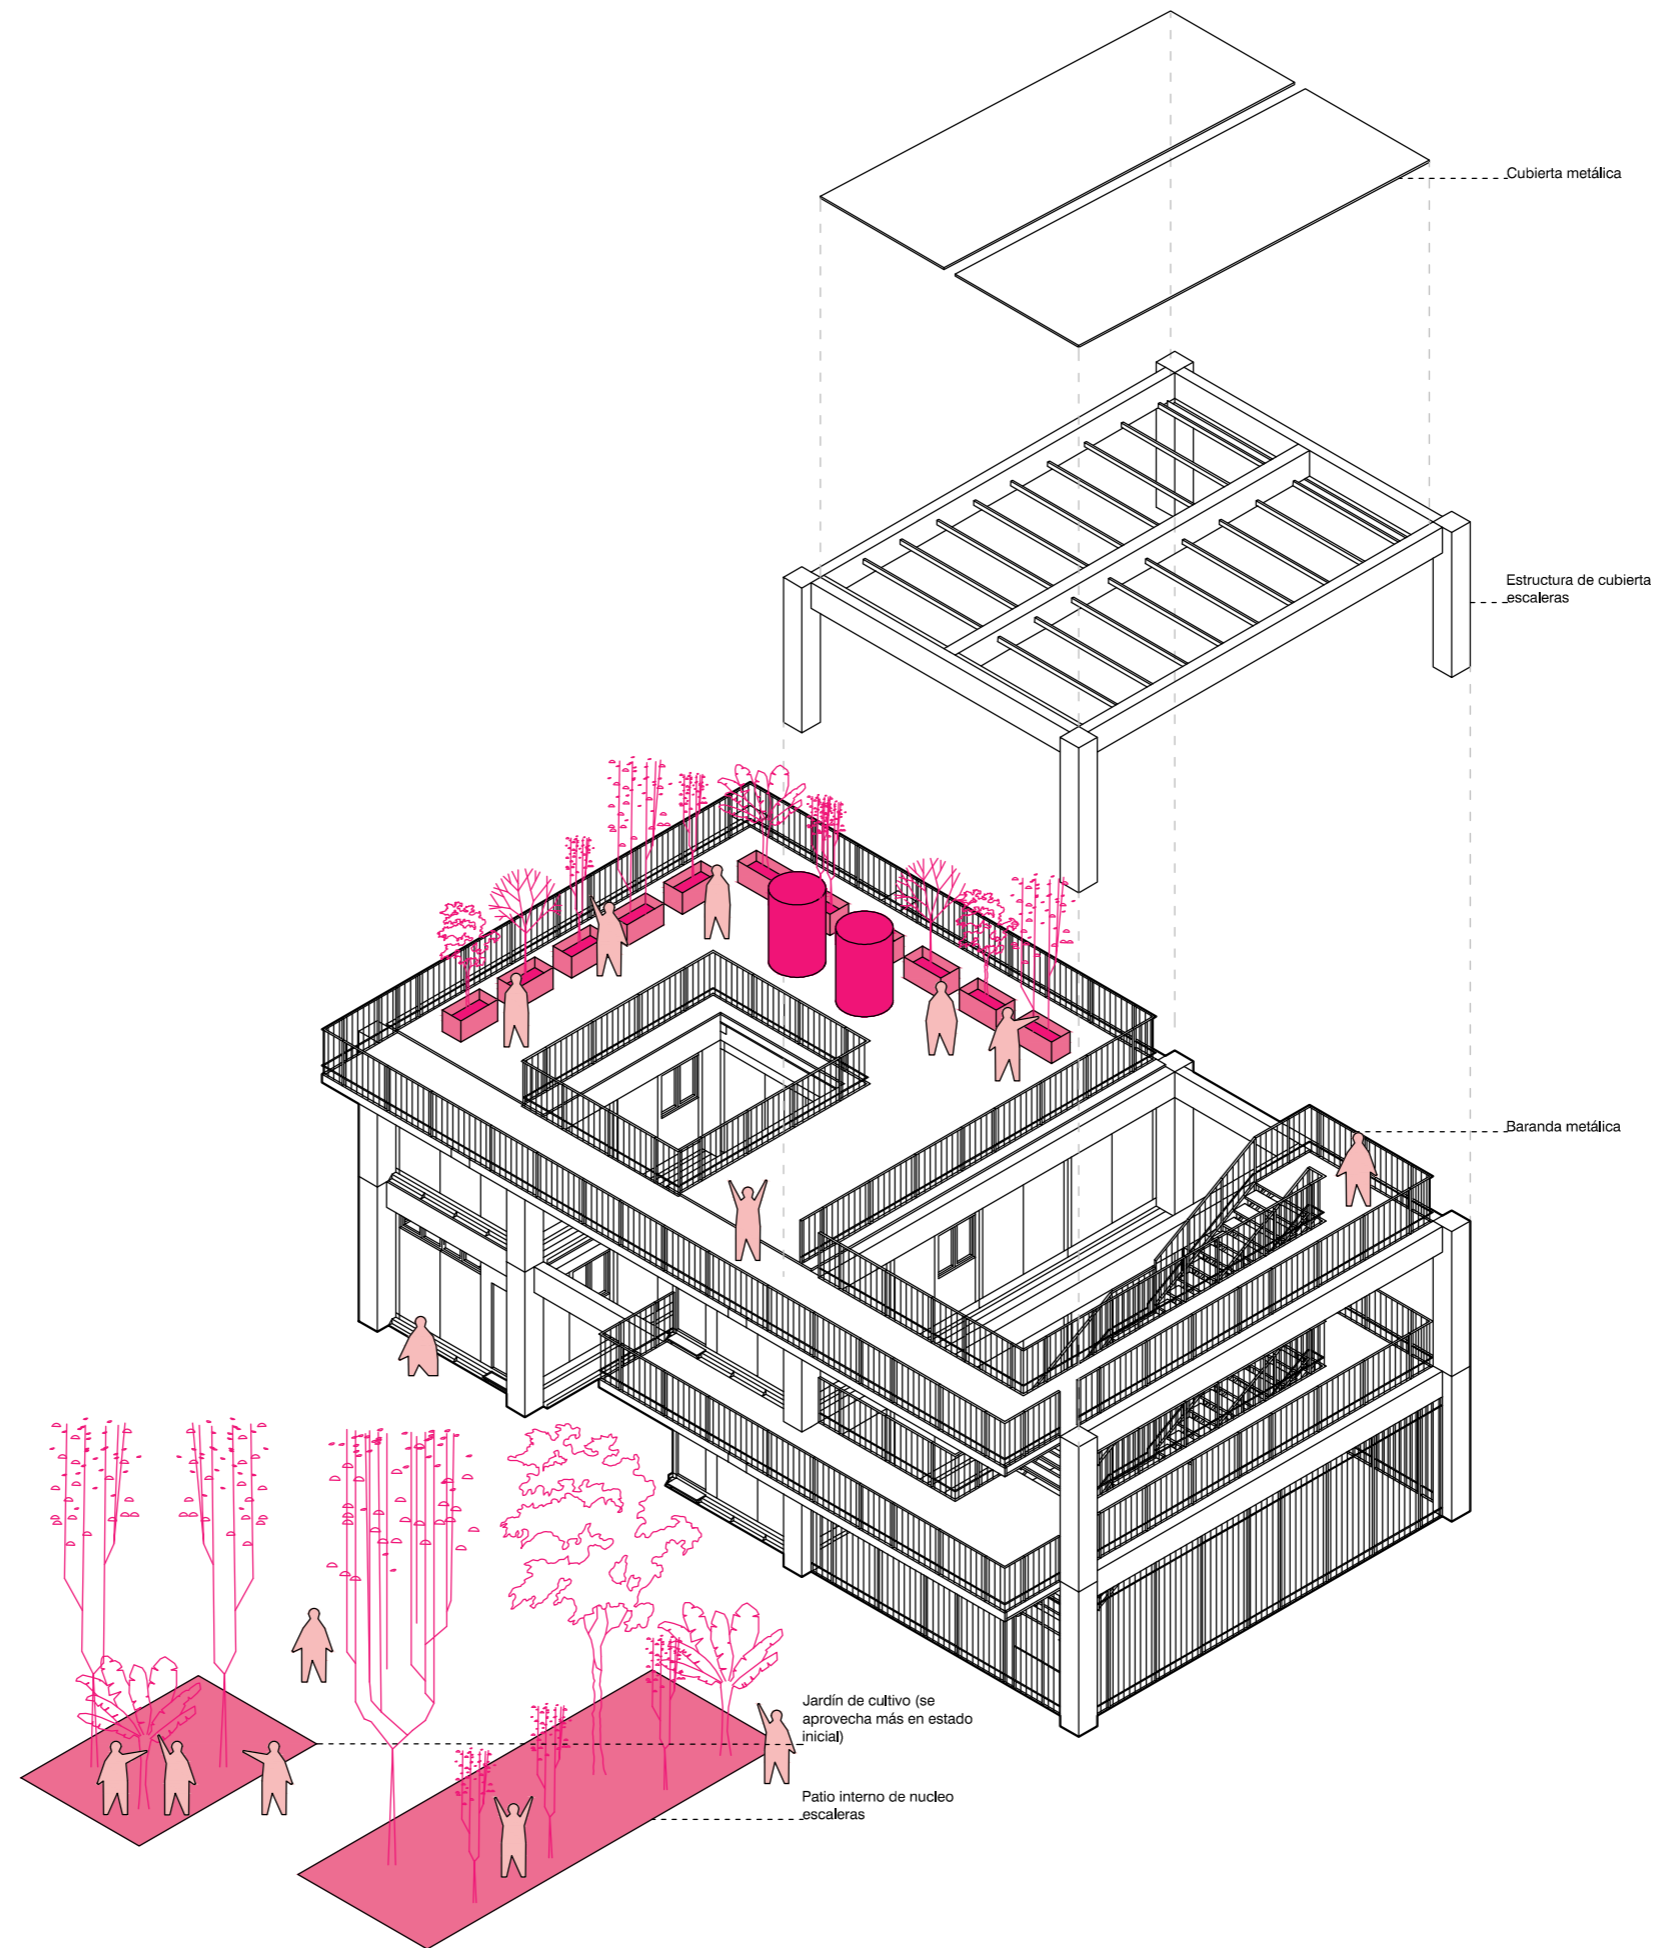 Cubierta metálica
Estructura de cubierta
escaleras
Baranda metálica
Jardín de cultivo (se
aprovecha más en estado
inicial)
Patio interno de nucleo
escaleras